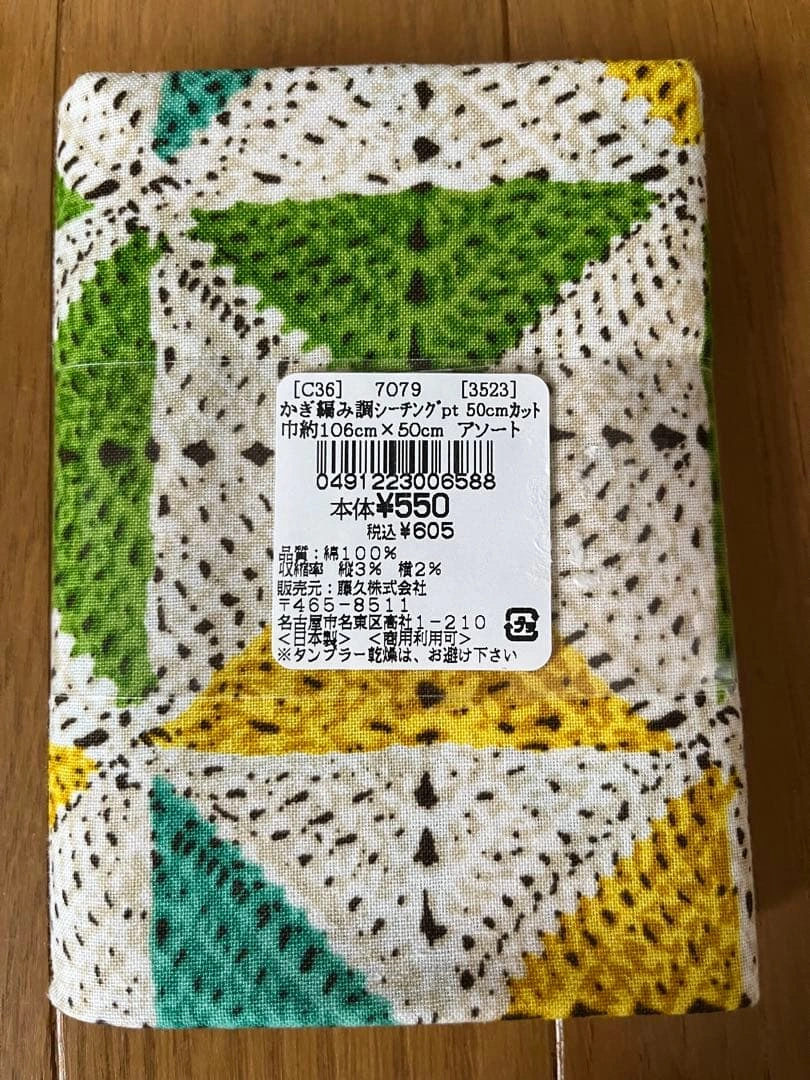 [C36] 7079 [3523]
かぎ編み調シーチングpt 50cmカット
巾約106cm×50cm アソート
0491223006588
本体¥550
税込¥605
品質:綿100%
収縮率 縦3% 横2%
販売元:藤久株式会社
〒465-8511
名古屋市名東区高社1-210
<日本製> <商用利用可>
プラ
※タンブラー乾燥は、お避け下さい